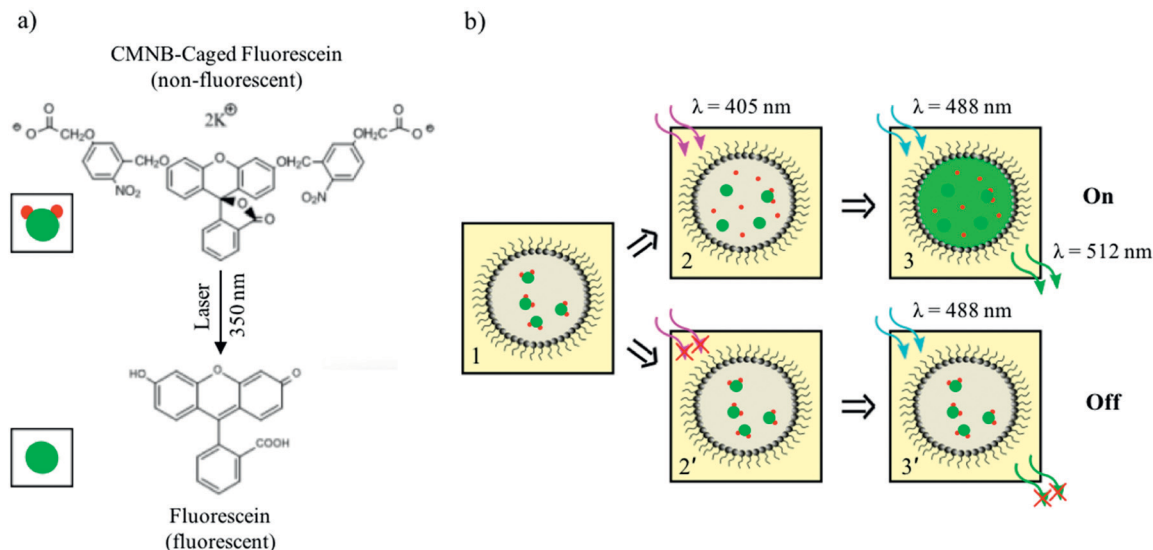 a)
CMNB-Caged Fluorescein
(non-fluorescent)
2K⊕
⊖O
O
CH₂O
CH₂O
NO₂
O
O
O
OH₂C
NO₂
OH₂C
O
O⊖
Laser
350 nm
HO
O
O
COOH
Fluorescein
(fluorescent)
b)
λ = 405 nm
λ = 488 nm
2
3
On
λ = 512 nm
1
λ = 488 nm
2′
3′
Off